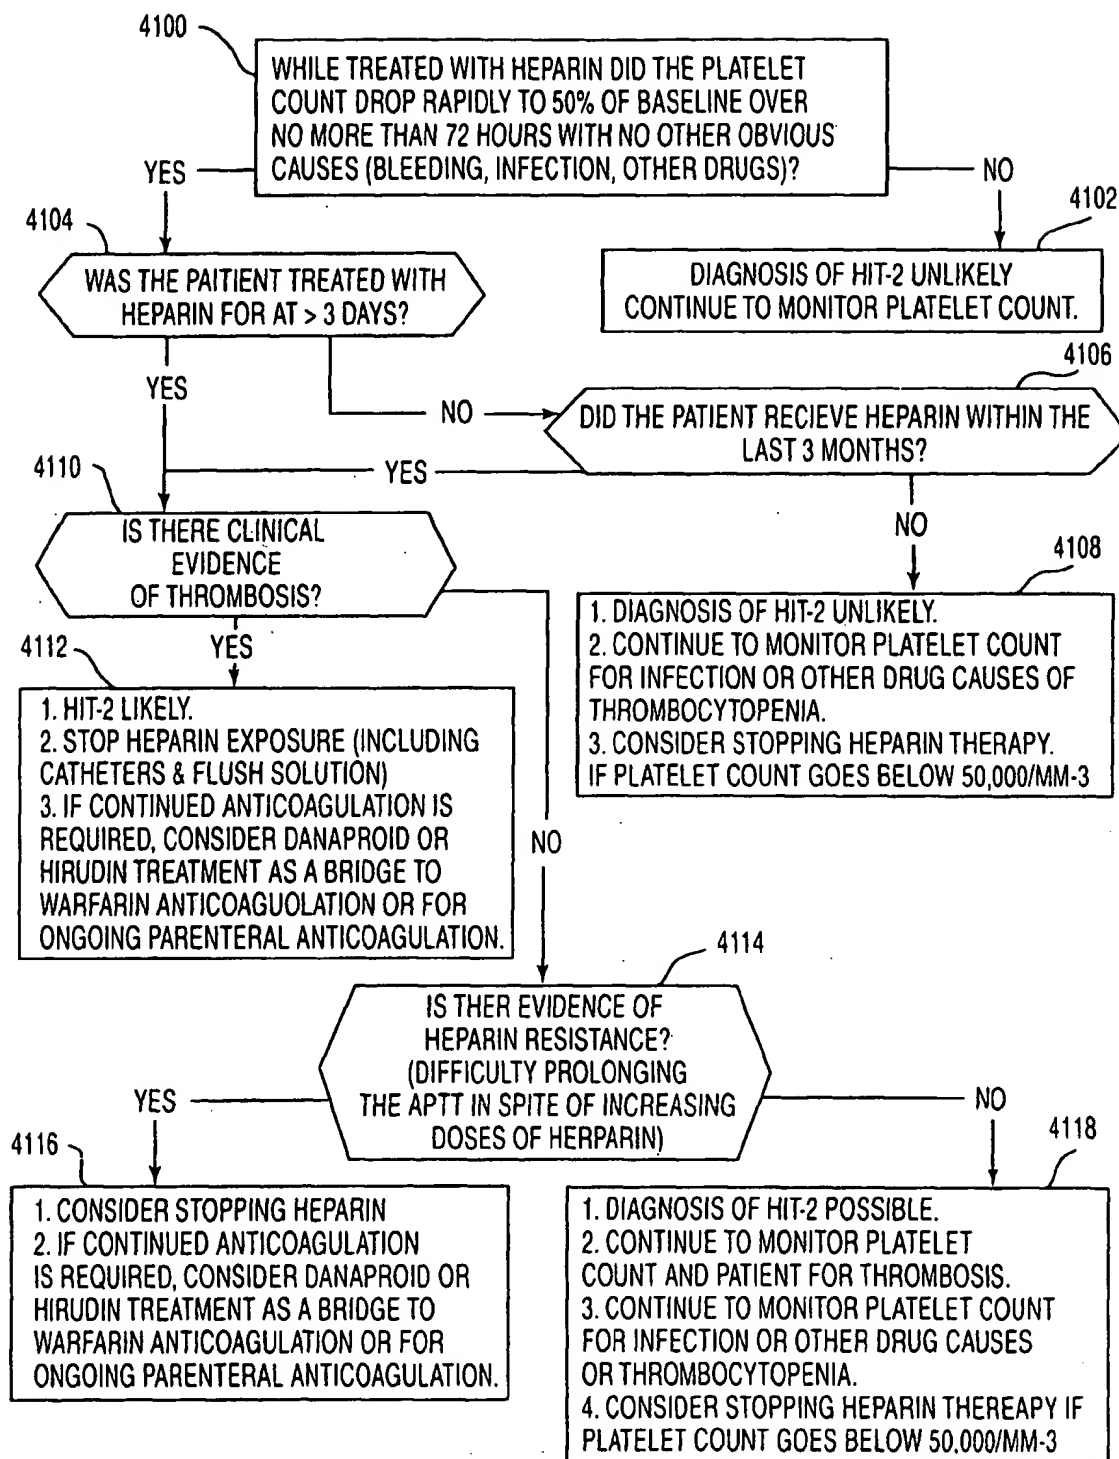 4100
WHILE TREATED WITH HEPARIN DID THE PLATELET
COUNT DROP RAPIDLY TO 50% OF BASELINE OVER
NO MORE THAN 72 HOURS WITH NO OTHER OBVIOUS
CAUSES (BLEEDING, INFECTION, OTHER DRUGS)?
YES
NO
4102
DIAGNOSIS OF HIT-2 UNLIKELY
CONTINUE TO MONITOR PLATELET COUNT.
4104
WAS THE PAITIENT TREATED WITH
HEPARIN FOR AT > 3 DAYS?
YES
NO
4106
DID THE PATIENT RECIEVE HEPARIN WITHIN THE
LAST 3 MONTHS?
YES
NO
4108
1. DIAGNOSIS OF HIT-2 UNLIKELY.
2. CONTINUE TO MONITOR PLATELET COUNT
FOR INFECTION OR OTHER DRUG CAUSES OF
THROMBOCYTOPENIA.
3. CONSIDER STOPPING HEPARIN THERAPY.
IF PLATELET COUNT GOES BELOW 50,000/MM-3
4110
IS THERE CLINICAL
EVIDENCE
OF THROMBOSIS?
YES
NO
4112
1. HIT-2 LIKELY.
2. STOP HEPARIN EXPOSURE (INCLUDING
CATHETERS & FLUSH SOLUTION)
3. IF CONTINUED ANTICOAGULATION IS
REQUIRED, CONSIDER DANAPROID OR
HIRUDIN TREATMENT AS A BRIDGE TO
WARFARIN ANTICOAGUOLATION OR FOR
ONGOING PARENTERAL ANTICOAGULATION.
4114
IS THER EVIDENCE OF
HEPARIN RESISTANCE?
(DIFFICULTY PROLONGING
THE APTT IN SPITE OF INCREASING
DOSES OF HERPARIN)
YES
NO
4116
1. CONSIDER STOPPING HEPARIN
2. IF CONTINUED ANTICOAGULATION
IS REQUIRED, CONSIDER DANAPROID OR
HIRUDIN TREATMENT AS A BRIDGE TO
WARFARIN ANTICOAGULATION OR FOR
ONGOING PARENTERAL ANTICOAGULATION.
4118
1. DIAGNOSIS OF HIT-2 POSSIBLE.
2. CONTINUE TO MONITOR PLATELET
COUNT AND PATIENT FOR THROMBOSIS.
3. CONTINUE TO MONITOR PLATELET COUNT
FOR INFECTION OR OTHER DRUG CAUSES
OR THROMBOCYTOPENIA.
4. CONSIDER STOPPING HEPARIN THEREAPY IF
PLATELET COUNT GOES BELOW 50,000/MM-3